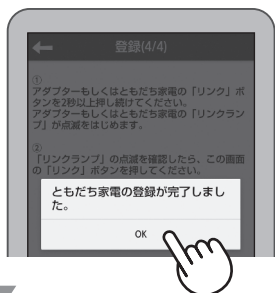 登録(4/4)
①
アダプターもしくはともだち家電の「リンク」ボ
タンを2秒以上押し続けてください。
アダプターもしくはともだち家電の「リンクラン
プ」が点滅をはじめます。
②
「リンクランプ」の点滅を確認したら、この画面
の「リンク」ボタンを押してください。
ともだち家電の登録が完了しまし
た。
OK